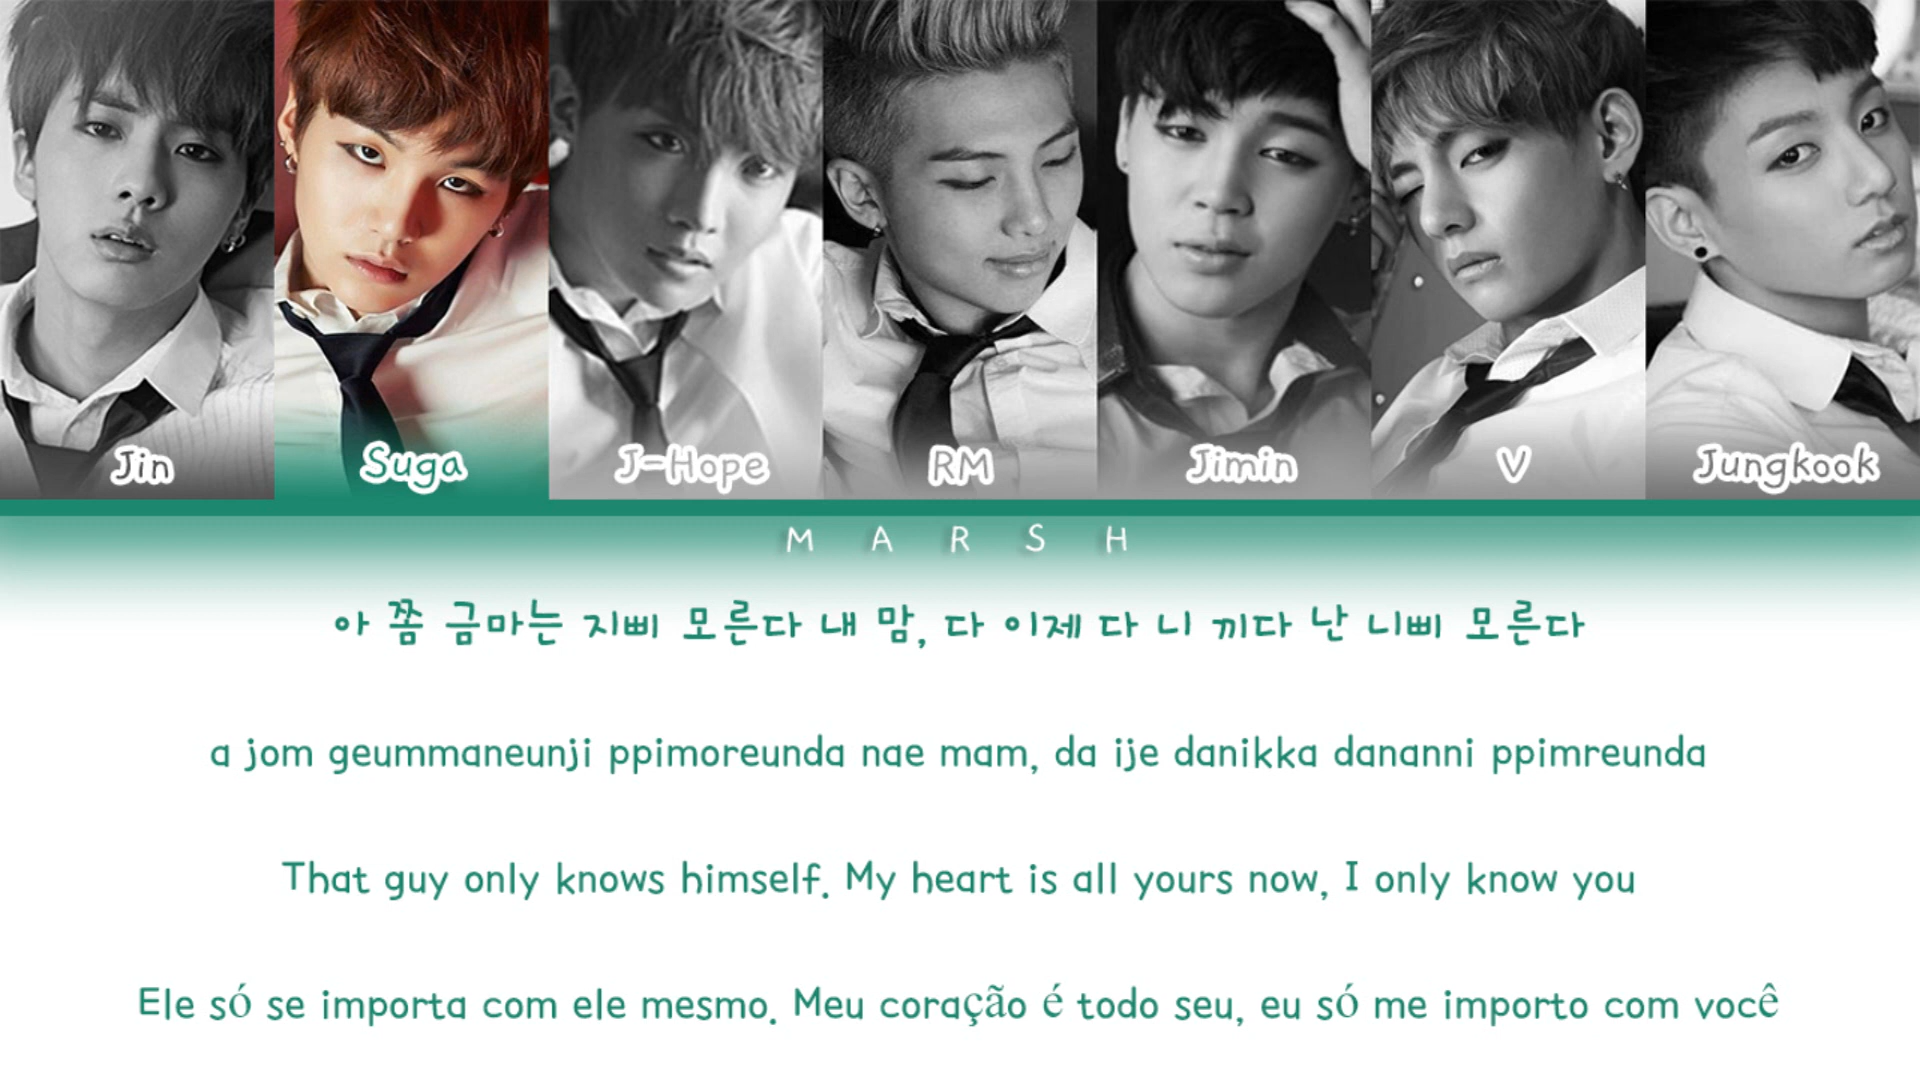 Jin Suga J-Hope RM Jimin V Jungkook
MARSH
아 쫌 금마는 지삐 모른다 내 맘, 다 이제 다 니 끼다 난 니삐 모른다
a jom geummaneunji ppimoreunda nae mam, da ije danikka dananni ppimreunda
That guy only knows himself. My heart is all yours now, I only know you
Ele só se importa com ele mesmo. Meu coração é todo seu, eu só me importo com você